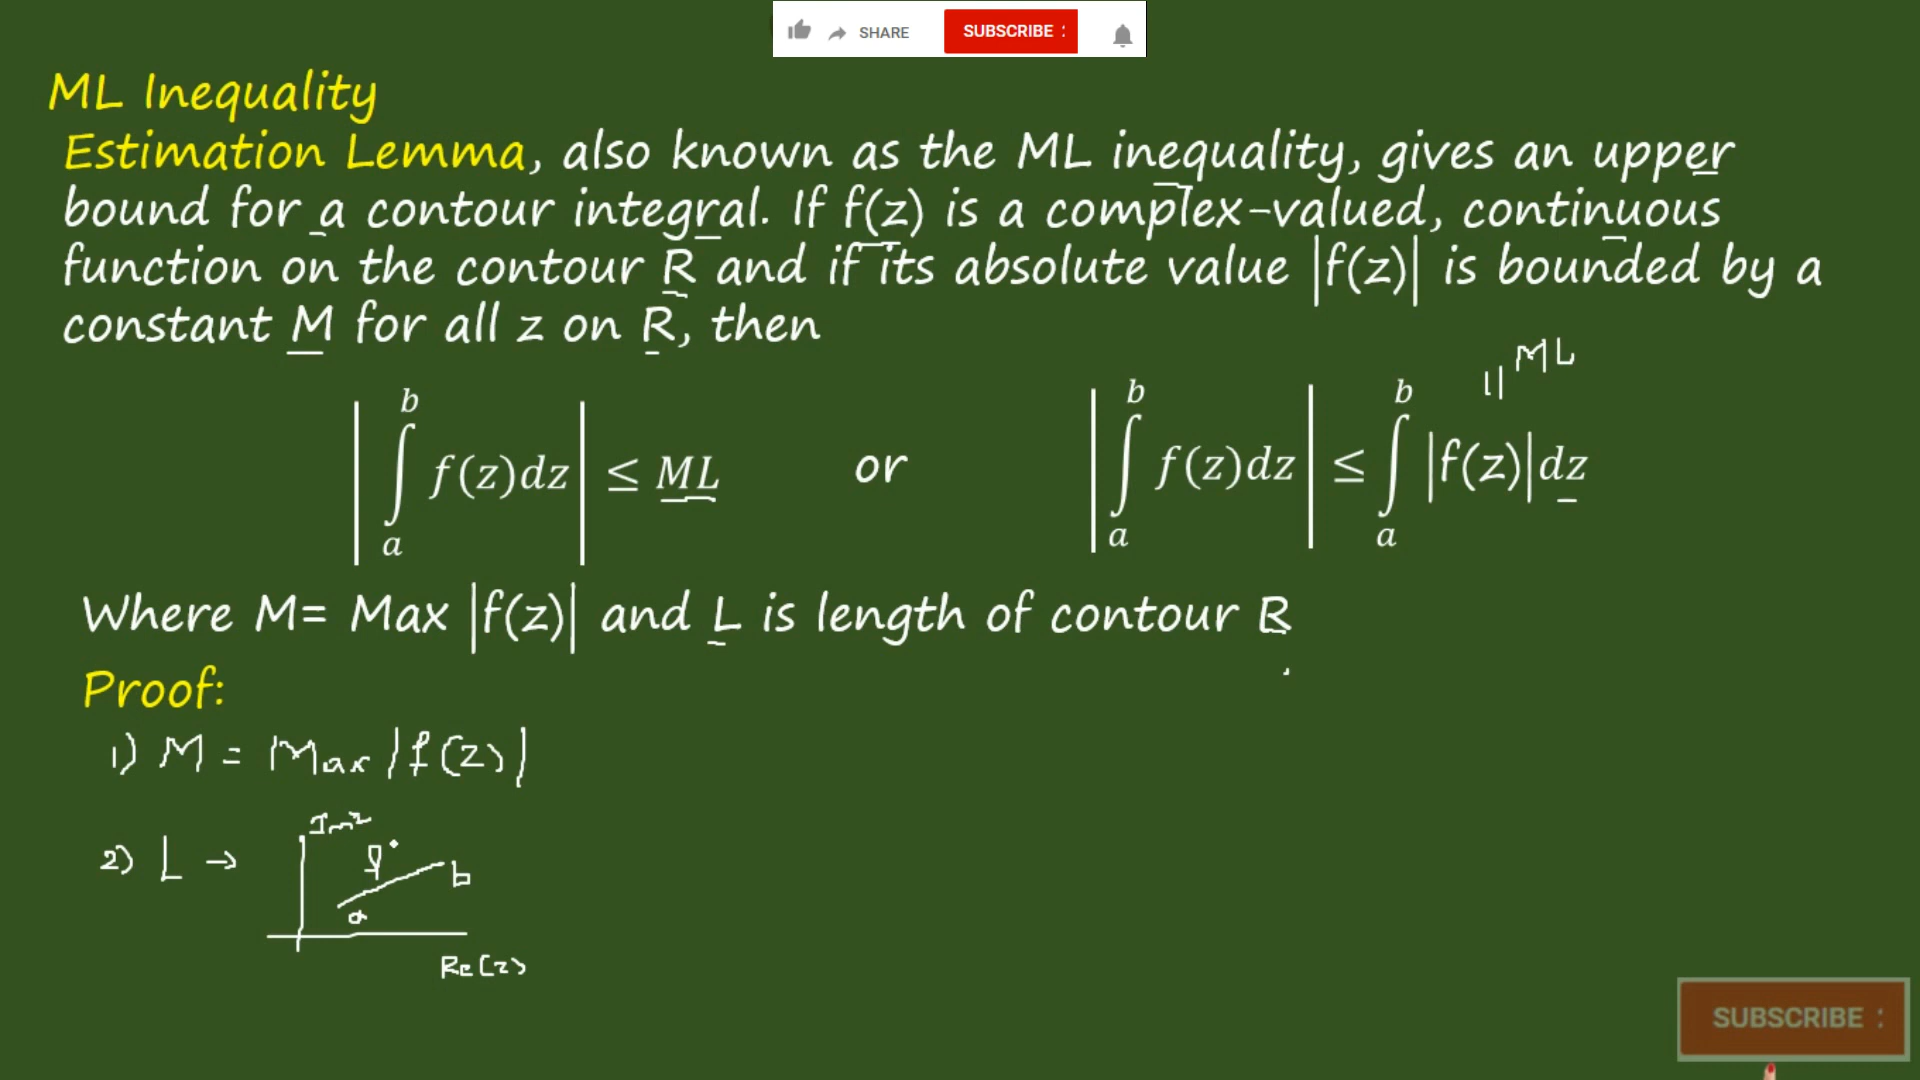 SHARE SUBSCRIBE
ML Inequality
Estimation Lemma, also known as the ML inequality, gives an upper
bound for a contour integral. If f(z) is a complex-valued, continuous
function on the contour R and if its absolute value |f(z)| is bounded by a
constant M for all z on R, then
ML
|∫_a^b f(z)dz| ≤ ML or |∫_a^b f(z)dz| ≤ ∫_a^b |f(z)|dz
Where M= Max |f(z)| and L is length of contour R
Proof:
1) M = Max |f(z)|
2) L →
b
a
Re(z)
SUBSCRIBE